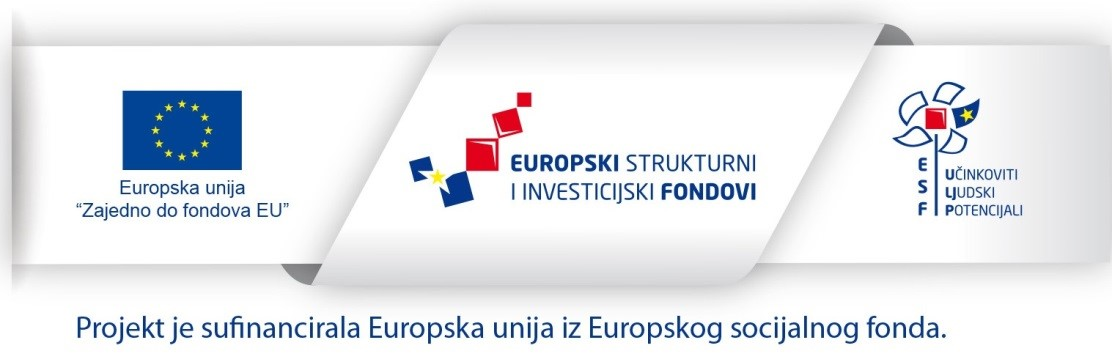 Europska unija
“Zajedno do fondova EU”
EUROPSKI STRUKTURNI
I INVESTICIJSKI FONDOVI
ESF
UČINKOVITI
LJUDSKI
POTENCIJALI
Projekt je sufinancirala Europska unija iz Europskog socijalnog fonda.